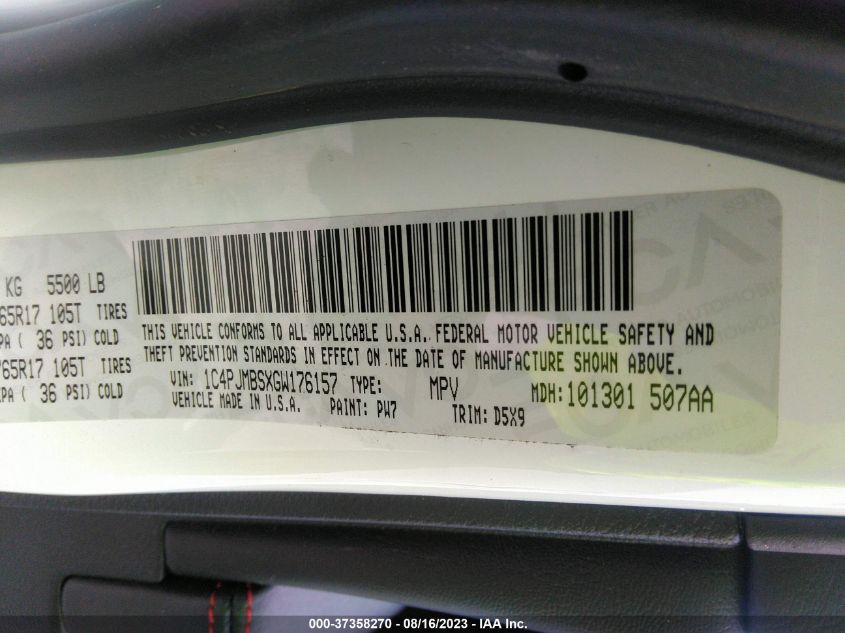 KG 5500 LB
65R17 105T TIRES
PA ( 36 PSI) COLD
65R17 105T TIRES
PA ( 36 PSI) COLD
THIS VEHICLE CONFORMS TO ALL APPLICABLE U.S.A. FEDERAL MOTOR VEHICLE SAFETY AND
THEFT PREVENTION STANDARDS IN EFFECT ON THE DATE OF MANUFACTURE SHOWN ABOVE.
VIN: 1C4PJMBSXGW176157 TYPE: MPV MDH:101301 507AA
VEHICLE MADE IN U.S.A. PAINT: PW7 TRIM: D5X9
000-37358270 - 08/16/2023 - IAA Inc.